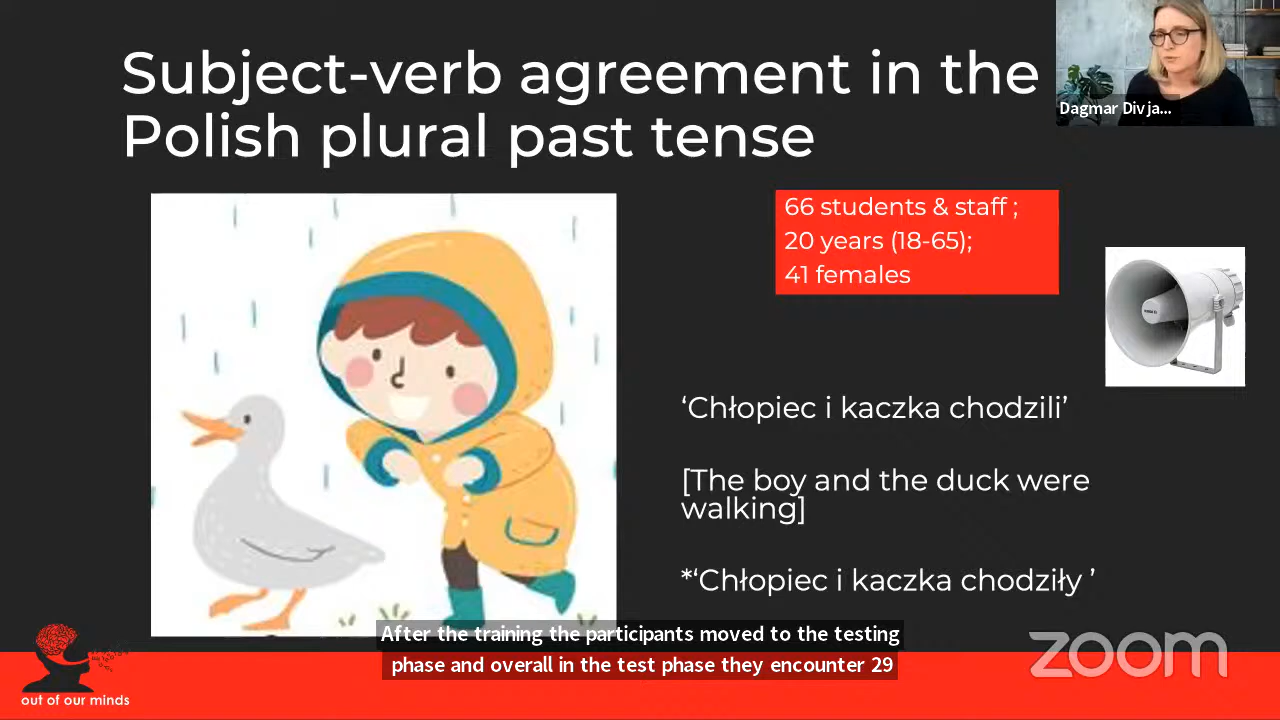 Subject-verb agreement in the
Polish plural past tense
Dagmar Divja...
66 students & staff ;
20 years (18-65);
41 females
‘Chłopiec i kaczka chodzili’
[The boy and the duck were
walking]
*‘Chłopiec i kaczka chodziły ’
After the training the participants moved to the testing
phase and overall in the test phase they encounter 29
out of our minds
zoom